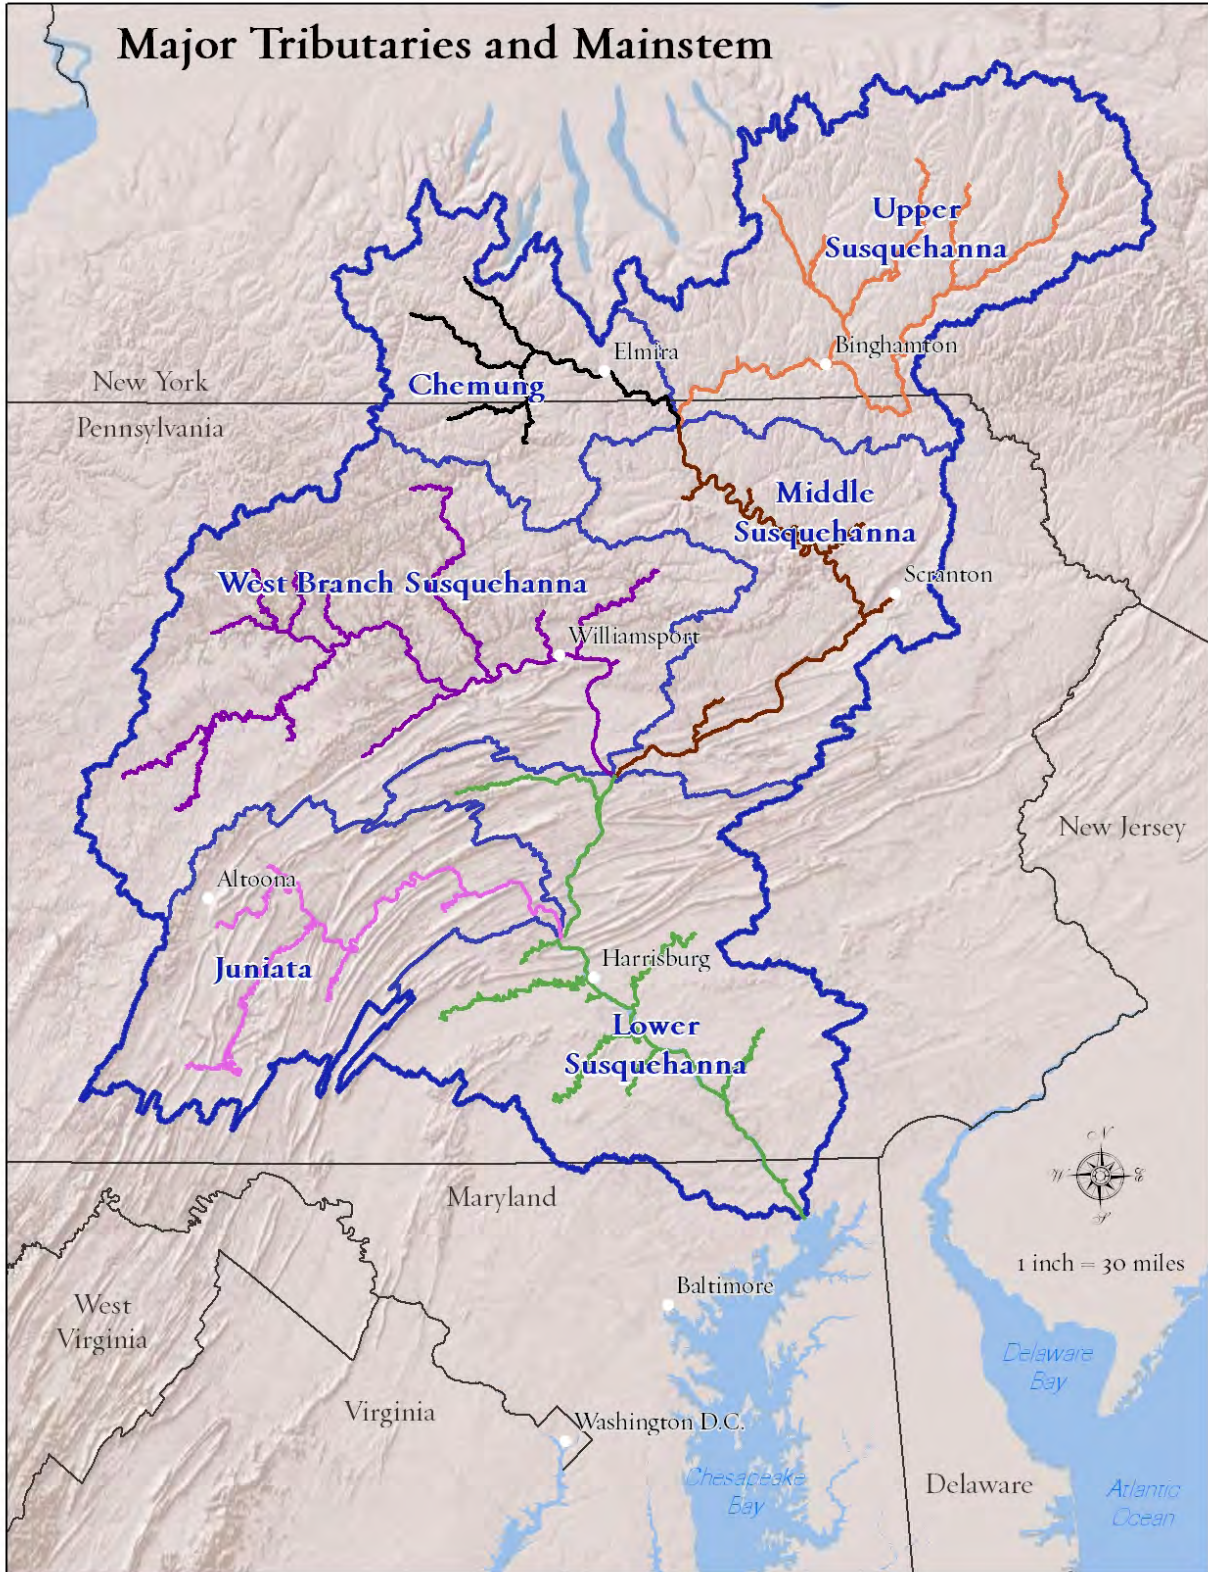 Major Tributaries and Mainstem
Upper
Susquehanna
Binghamton
Elmira
Chemung
New York
Pennsylvania
Middle
Susquehanna
Scranton
West Branch Susquehanna
Williamsport
New Jersey
Altoona
Juniata
Harrisburg
Lower
Susquehanna
N
W
E
S
Maryland
1 inch = 30 miles
Baltimore
West
Virginia
Delaware
Bay
Virginia
Washington D.C.
Chesapeake
Bay
Delaware
Atlantic
Ocean